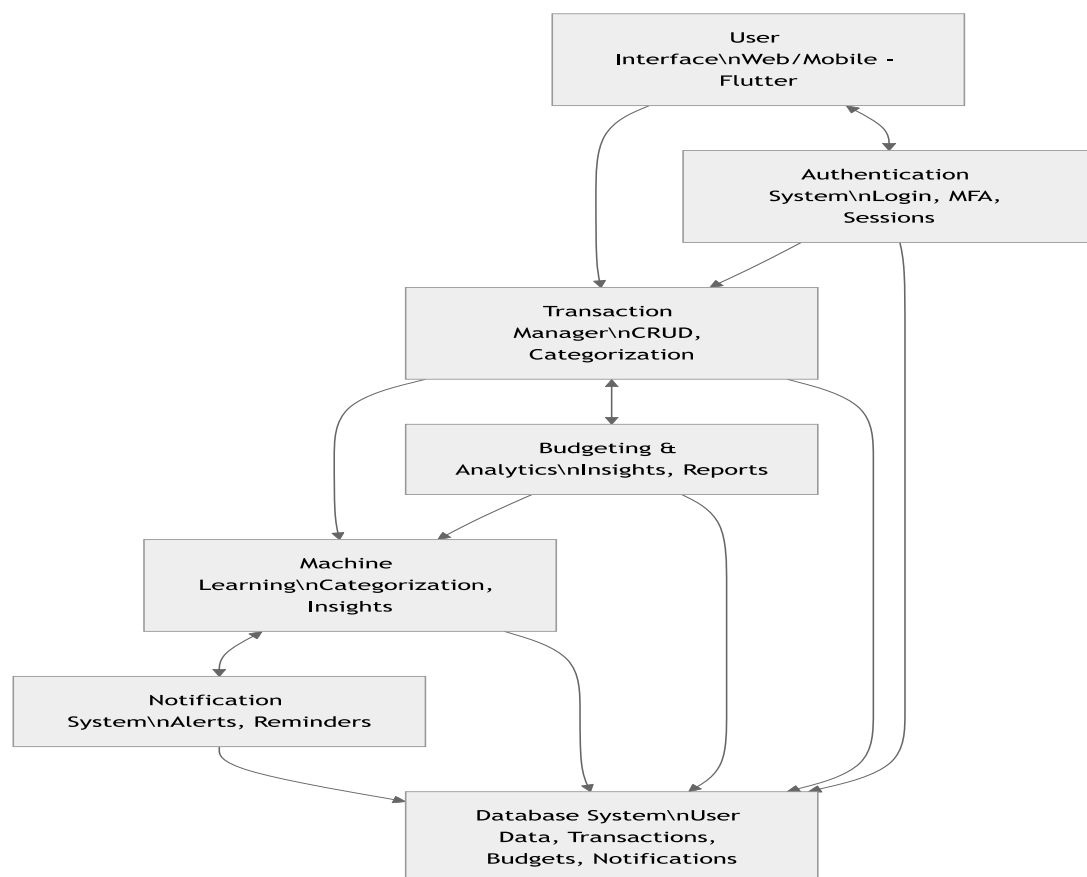 User
Interface\nWeb/Mobile -
Flutter
Authentication
System\nLogin, MFA,
Sessions
Transaction
Manager\nCRUD,
Categorization
Budgeting &
Analytics\nInsights, Reports
Machine
Learning\nCategorization,
Insights
Notification
System\nAlerts, Reminders
Database System\nUser
Data, Transactions,
Budgets, Notifications